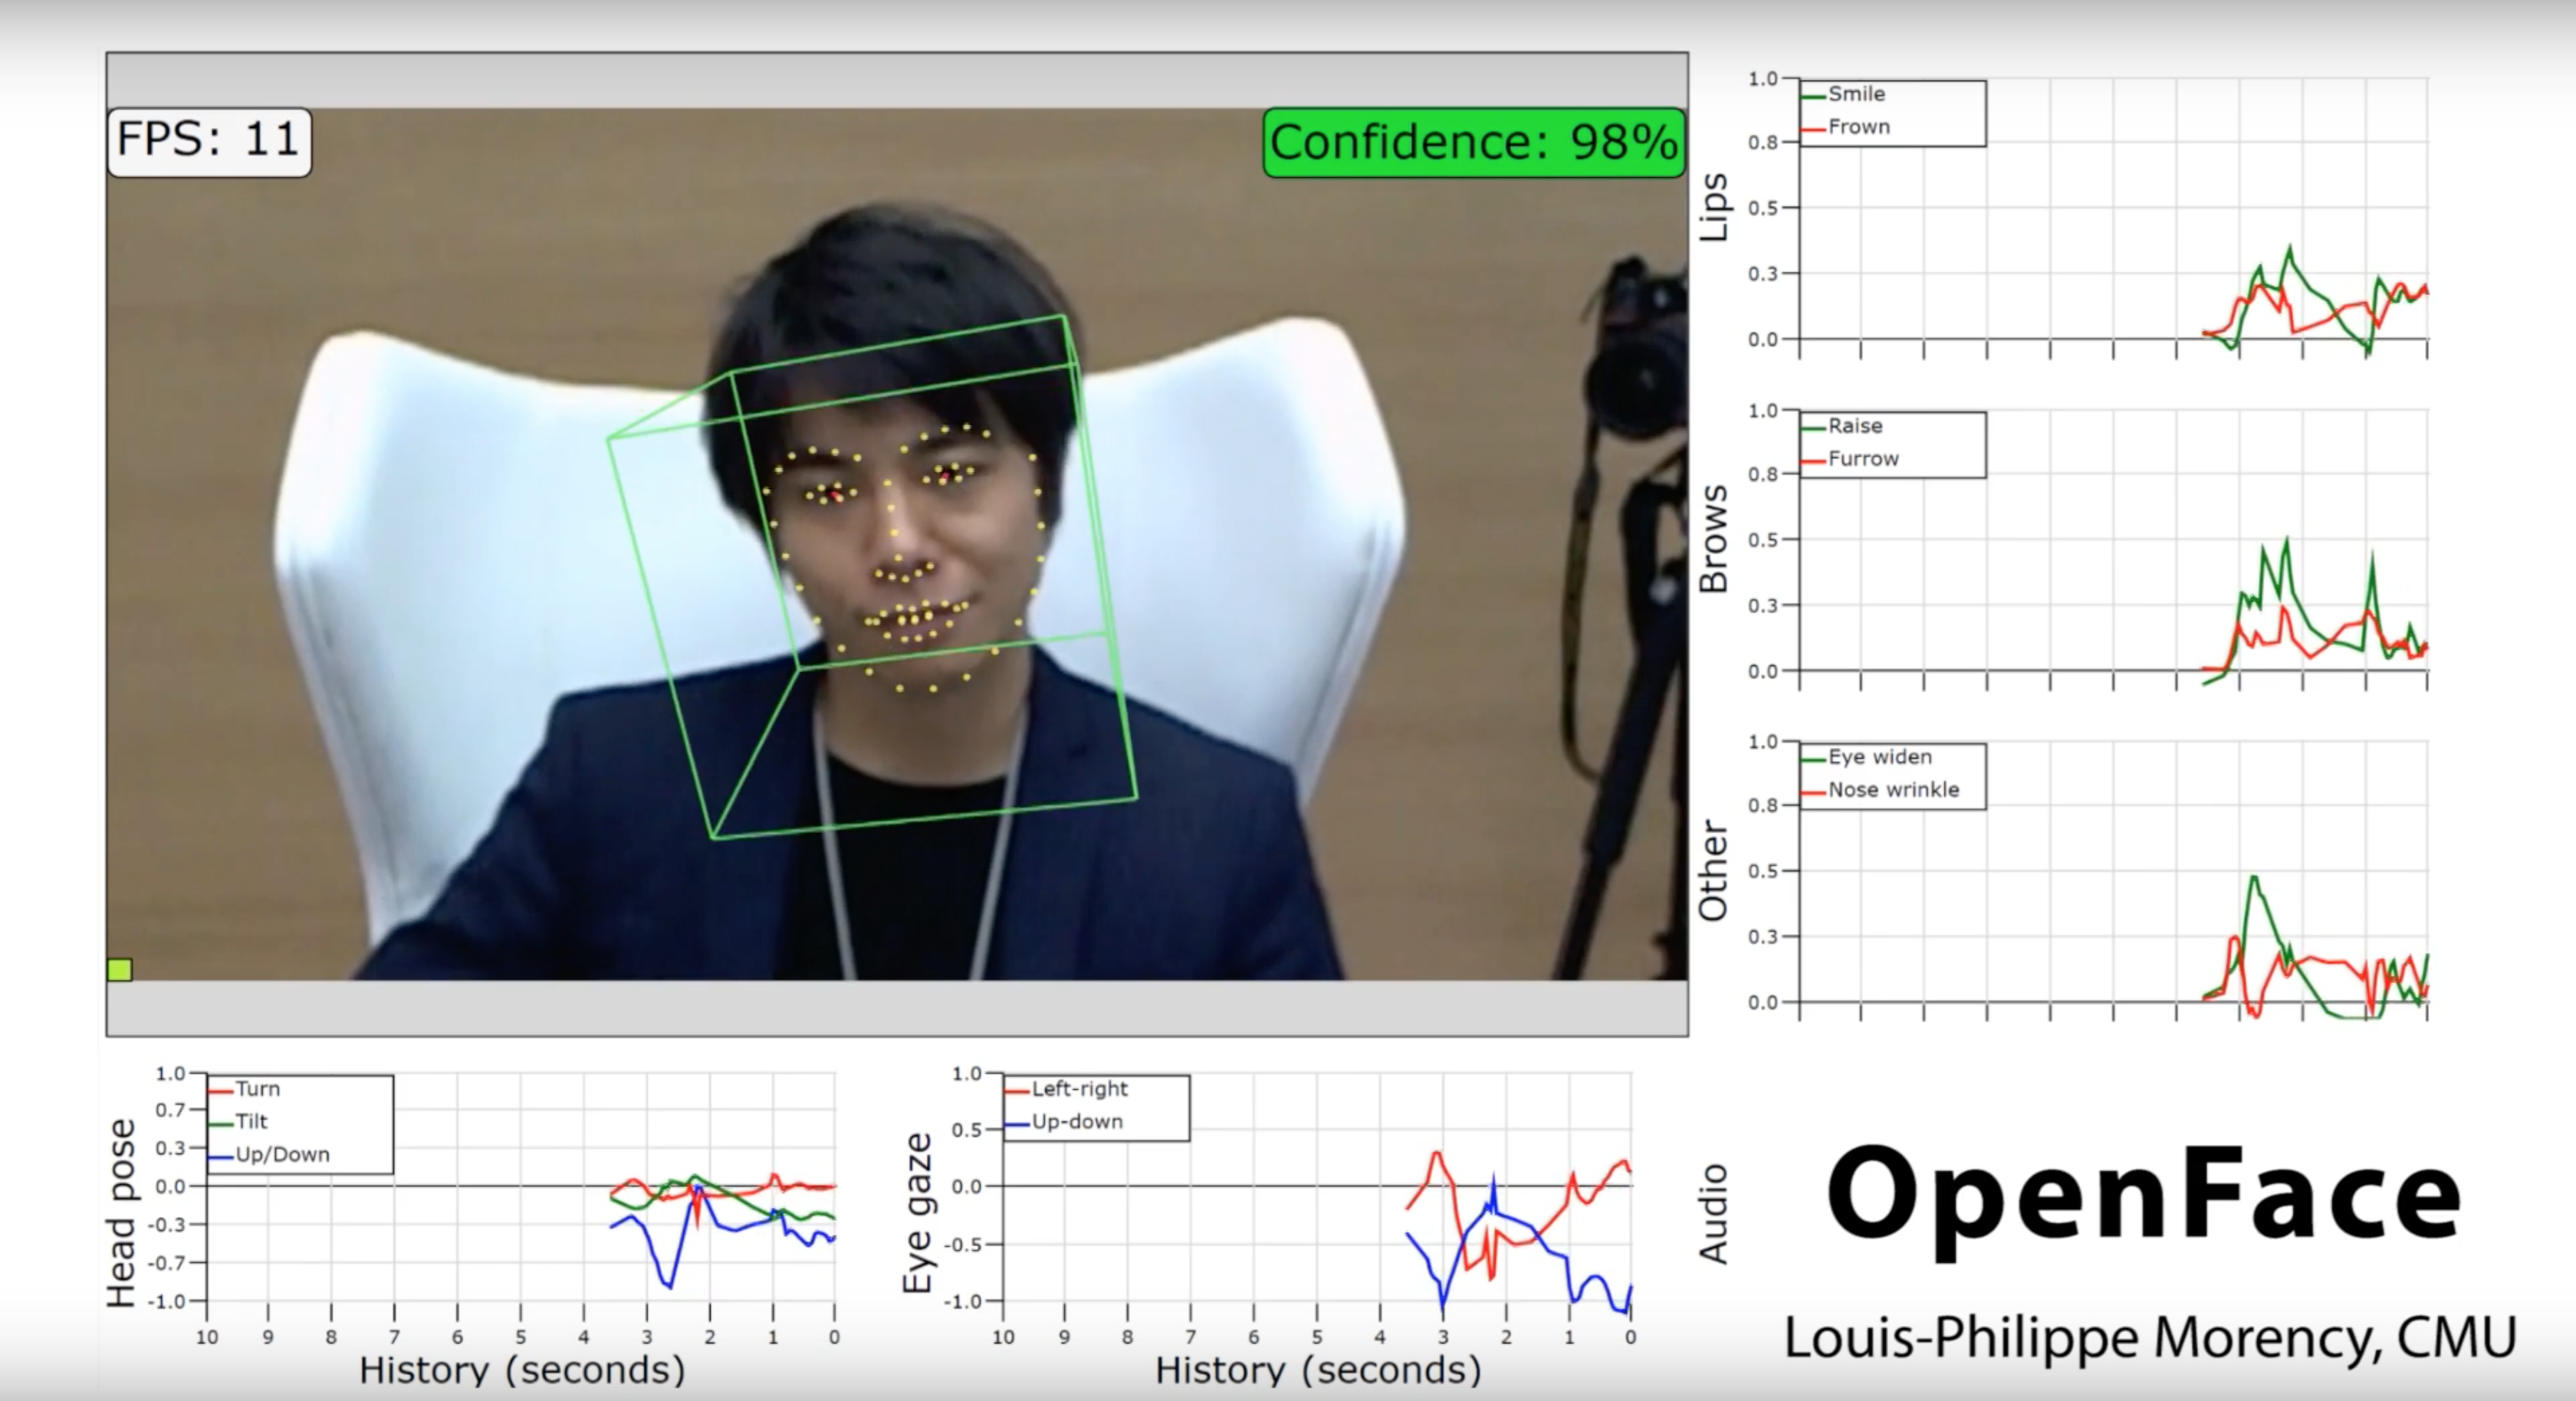 FPS: 11
Confidence: 98%
Lips
1.0
0.8
0.5
0.3
0.0
Smile
Frown
Brows
1.0
0.8
0.5
0.3
0.0
Raise
Furrow
Other
1.0
0.8
0.5
0.3
0.0
Eye widen
Nose wrinkle
Head pose
1.0
0.7
0.3
0.0
-0.3
-0.7
-1.0
Turn
Tilt
Up/Down
10 9 8 7 6 5 4 3 2 1 0
History (seconds)
Eye gaze
1.0
0.5
0.0
-0.5
-1.0
Left-right
Up-down
10 9 8 7 6 5 4 3 2 1 0
History (seconds)
Audio
OpenFace
Louis-Philippe Morency, CMU